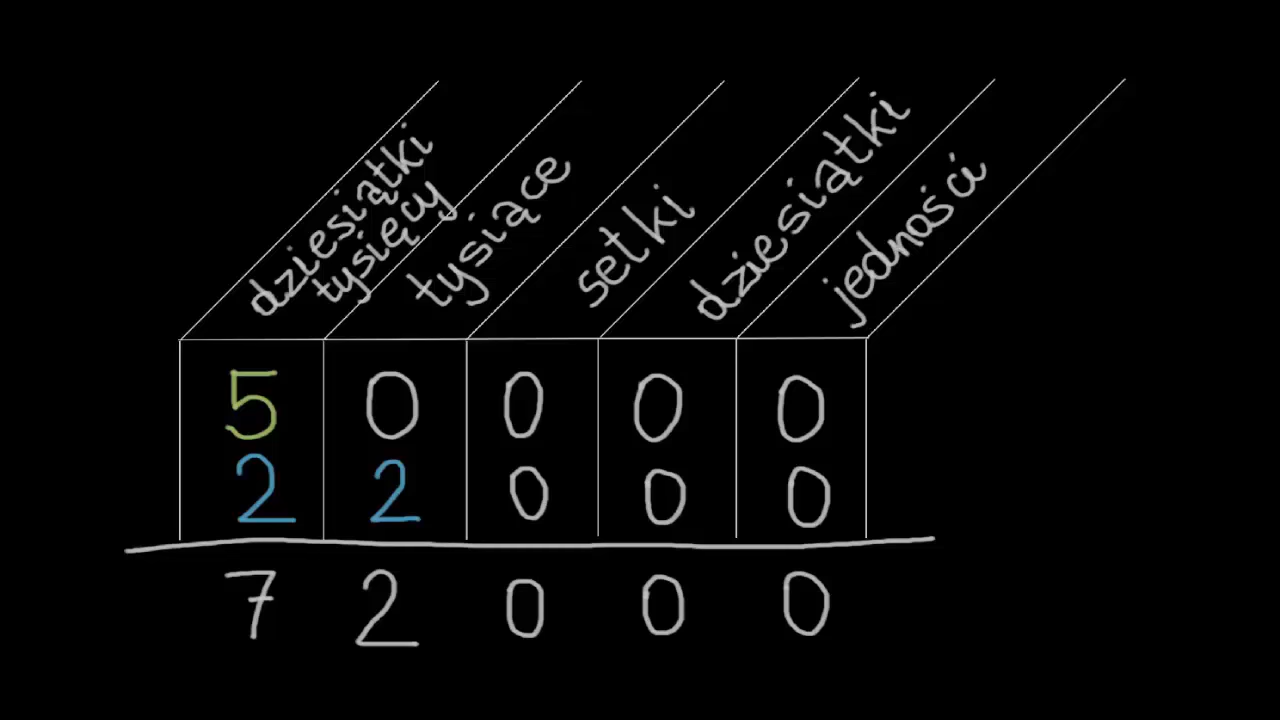 dziesiątki
tysięcy
tysiące
setki
dziesiątki
jedności
5 0 0 0 0
2 2 0 0 0
7 2 0 0 0